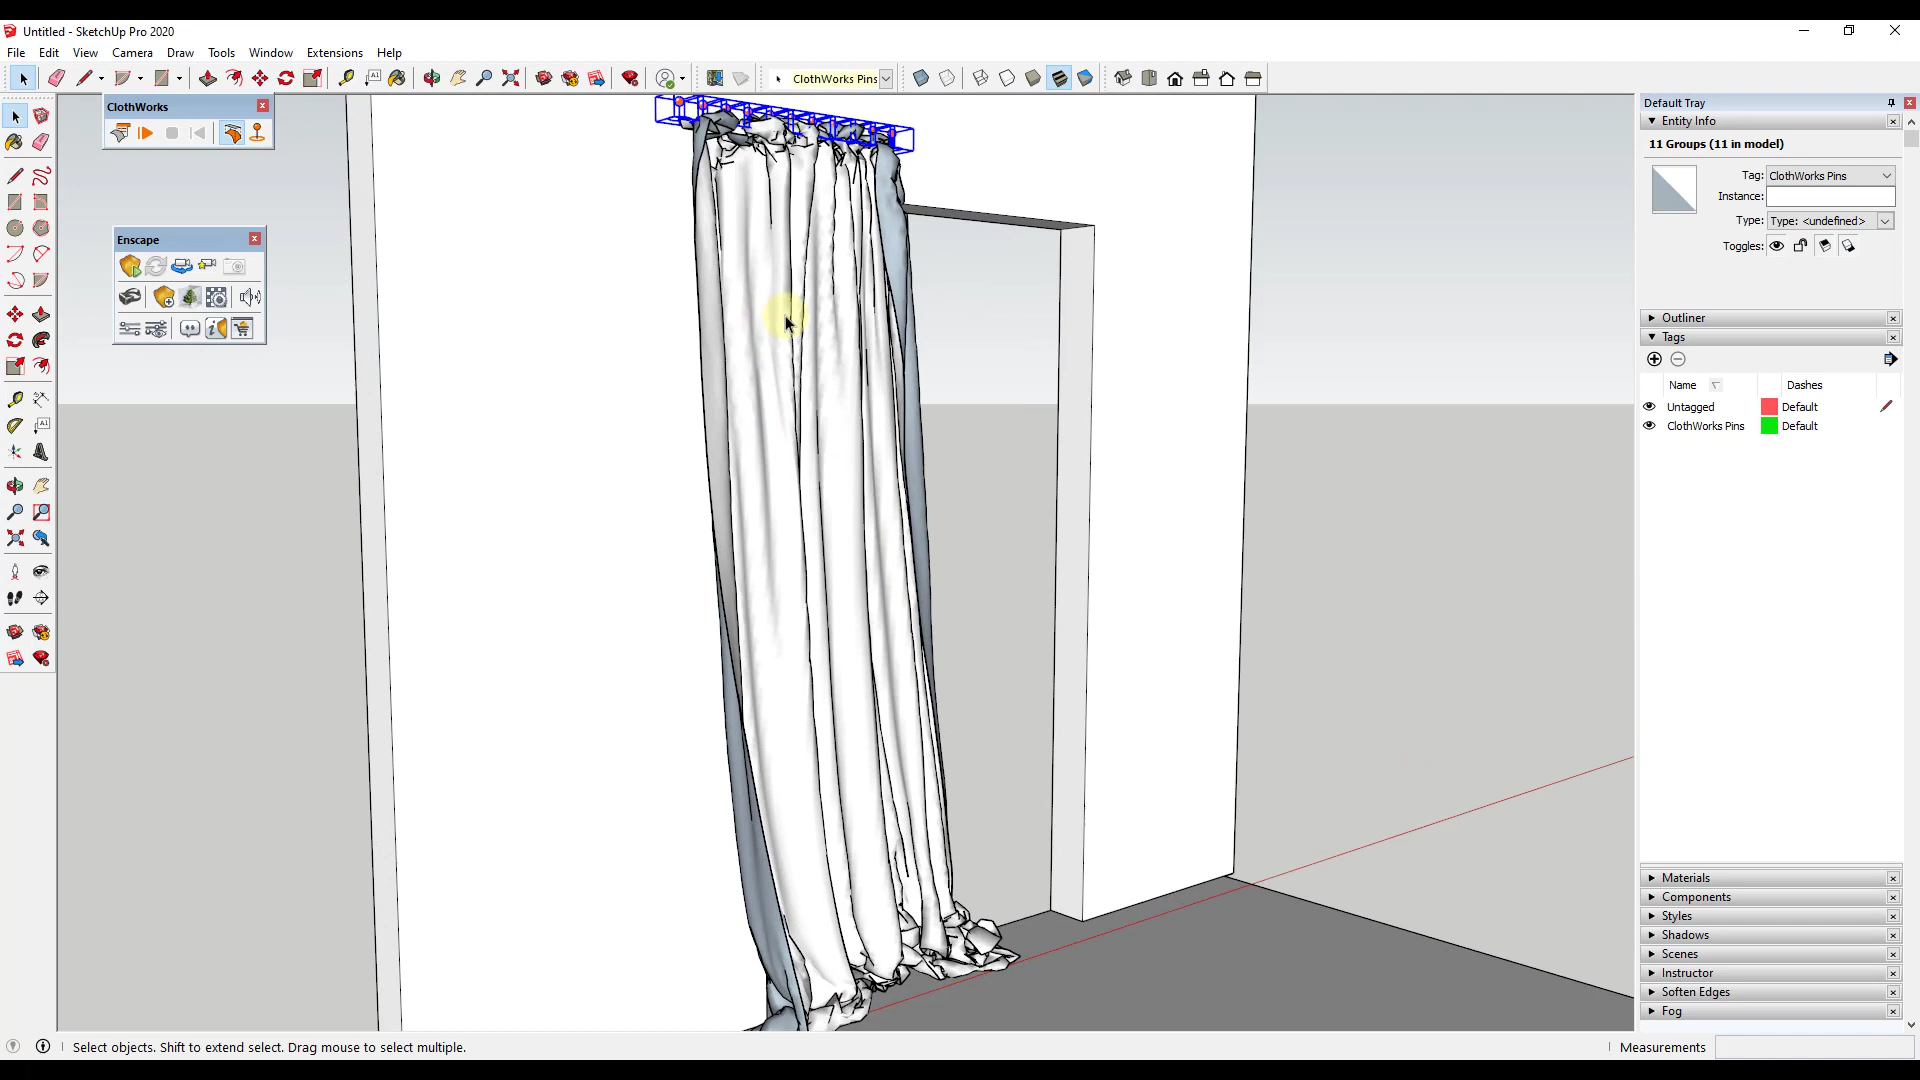 Untitled - SketchUp Pro 2020
File Edit View Camera Draw Tools Window Extensions Help
A1
ClothWorks Pins
ClothWorks
Enscape
A1
Default Tray
Entity Info
11 Groups (11 in model)
Tag: ClothWorks Pins
Instance:
Type: Type: <undefined>
Toggles:
Outliner
Tags
Name Dashes
Untagged Default
ClothWorks Pins Default
Materials
Components
Styles
Shadows
Scenes
Instructor
Soften Edges
Fog
Select objects. Shift to extend select. Drag mouse to select multiple.
Measurements